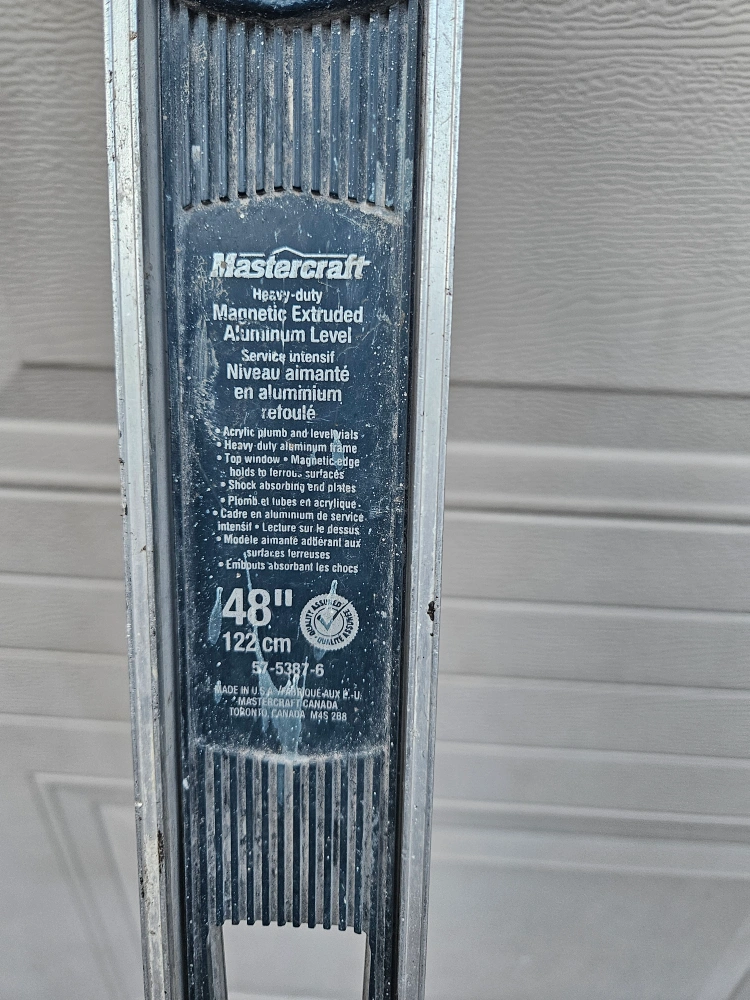 Mastercraft
Heavy-duty
Magnetic Extruded
Aluminum Level
Service intensif
Niveau aimanté
en aluminium
refoulé
• Acrylic plumb and level vials
• Heavy duty aluminum frame
• Top window • Magnetic edge
holds to ferrous surfaces
• Shock absorbing end plates
• Plomb et tubes en acrylique
• Cadre en aluminium de service
intensif • Lecture sur le dessus
• Modèle aimanté adhérant aux
surfaces ferreuses
• Embouts absorbant les chocs
48"
122 cm
QUALITY ASSURED
QUALITÉ ASSURÉE
57-5387-6
MADE IN U.S.A. / FABRIQUÉ AUX É.-U.
MASTERCRAFT CANADA
TORONTO, CANADA M4S 2B8